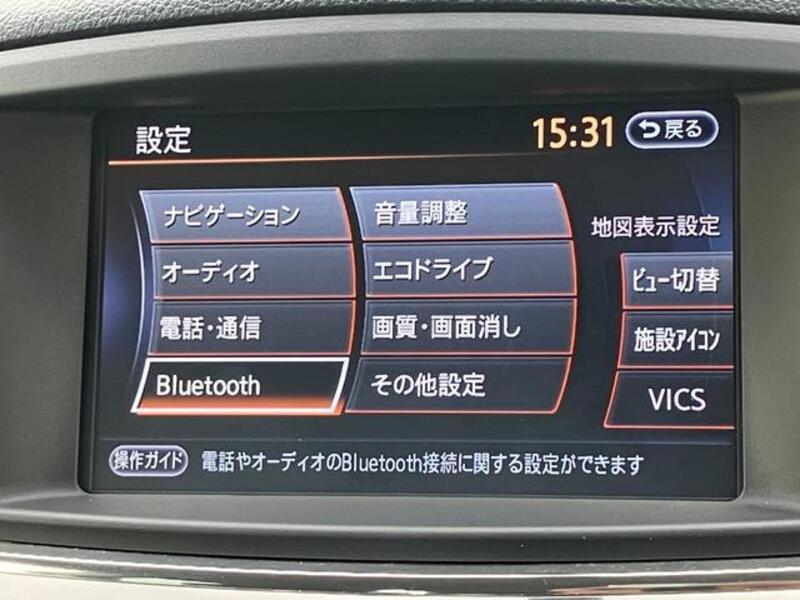 設定
15:31
戻る
ナビゲーション
音量調整
オーディオ
エコドライブ
電話・通信
画質・画面消し
Bluetooth
その他設定
地図表示設定
ビュー切替
施設アイコン
VICS
操作ガイド 電話やオーディオのBluetooth接続に関する設定ができます